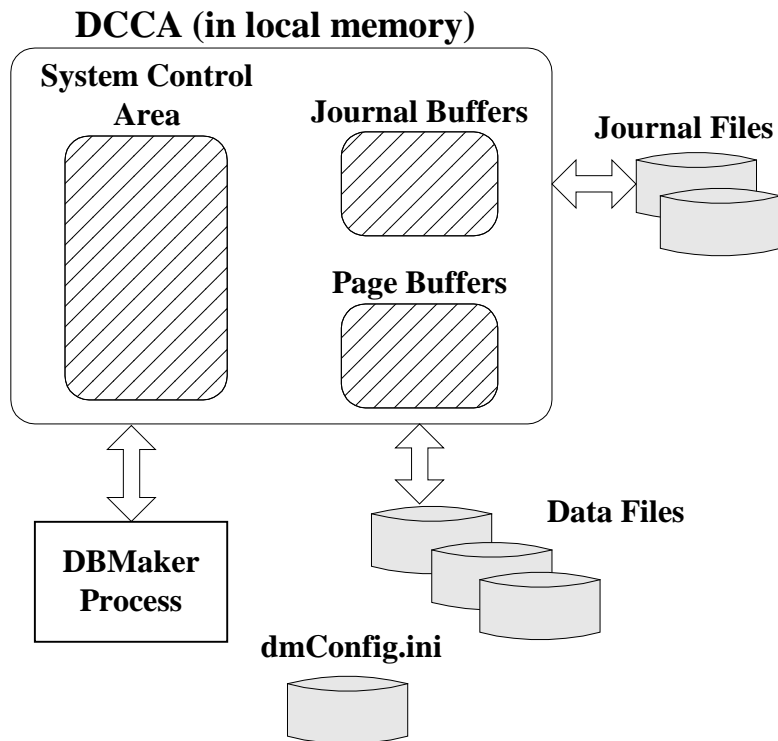 DCCA (in local memory)
System Control
Area
Journal Buffers
Journal Files
Page Buffers
Data Files
DBMaker
Process
dmConfig.ini